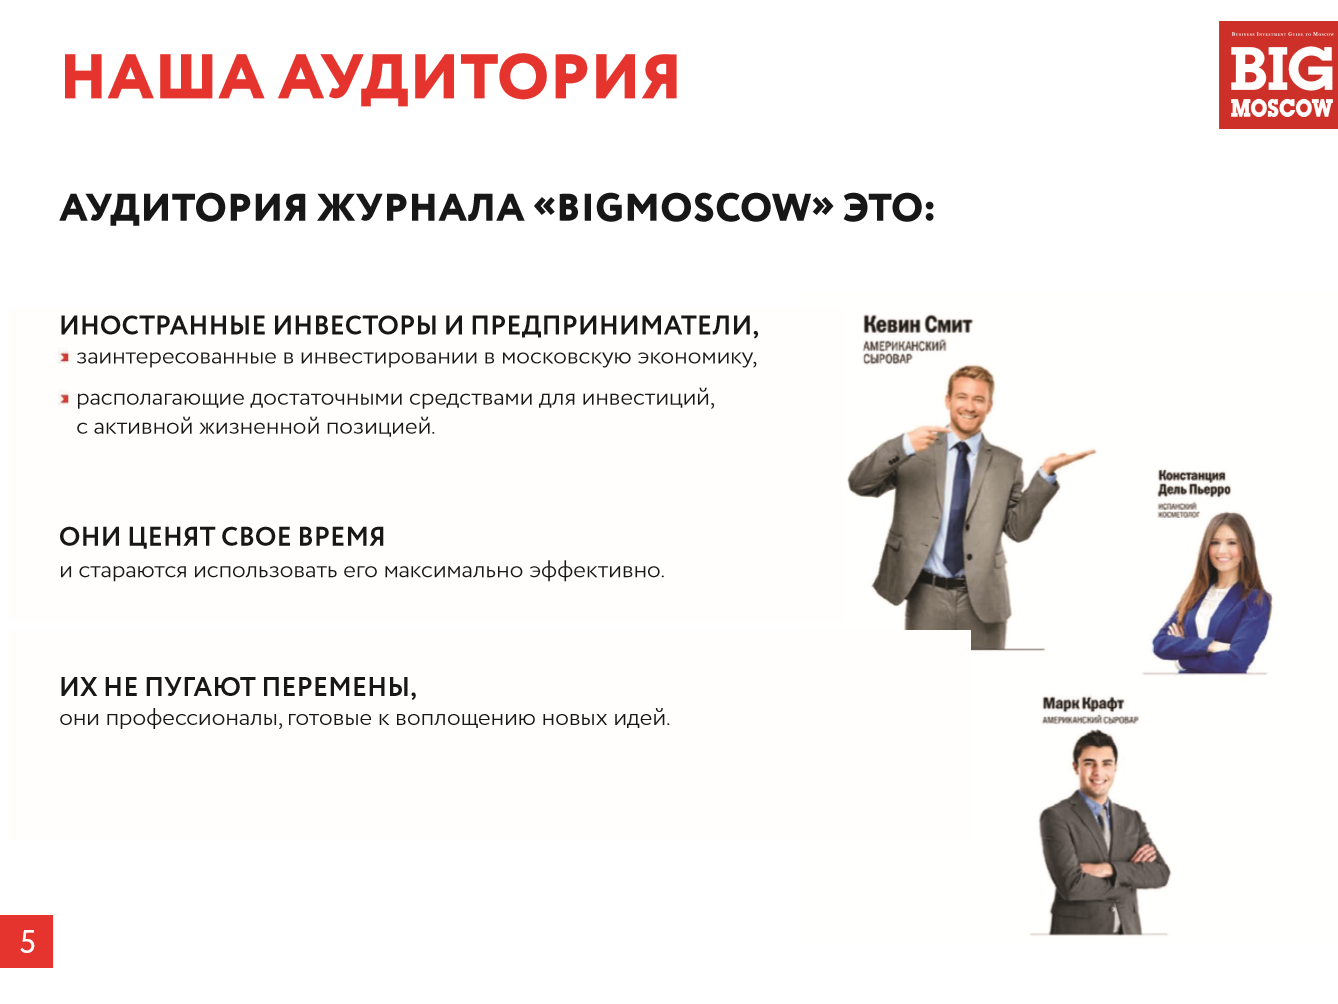 НАША АУДИТОРИЯ
BUSINESS INVESTMENT GUIDE TO MOSCOW
BIG
MOSCOW
АУДИТОРИЯ ЖУРНАЛА «BIGMOSCOW» ЭТО:
ИНОСТРАННЫЕ ИНВЕСТОРЫ И ПРЕДПРИНИМАТЕЛИ,
заинтересованные в инвестировании в московскую экономику,
располагающие достаточными средствами для инвестиций,
с активной жизненной позицией.
ОНИ ЦЕНЯТ СВОЕ ВРЕМЯ
и стараются использовать его максимально эффективно.
ИХ НЕ ПУГАЮТ ПЕРЕМЕНЫ,
они профессионалы, готовые к воплощению новых идей.
Кевин Смит
АМЕРИКАНСКИЙ
СЫРОВАР
Констанция
Дель Пьерро
ИСПАНСКИЙ
КОСМЕТОЛОГ
Марк Крафт
АМЕРИКАНСКИЙ СЫРОВАР
5